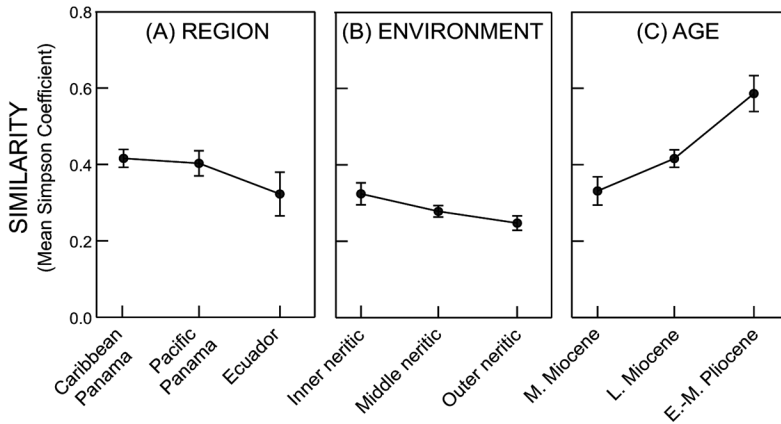 (A) REGION
(B) ENVIRONMENT
(C) AGE
SIMILARITY
(Mean Simpson Coefficient)
0.8
0.6
0.4
0.2
0.0
Caribbean
Panama
Pacific
Panama
Ecuador
Inner neritic
Middle neritic
Outer neritic
M. Miocene
L. Miocene
E.-M. Pliocene